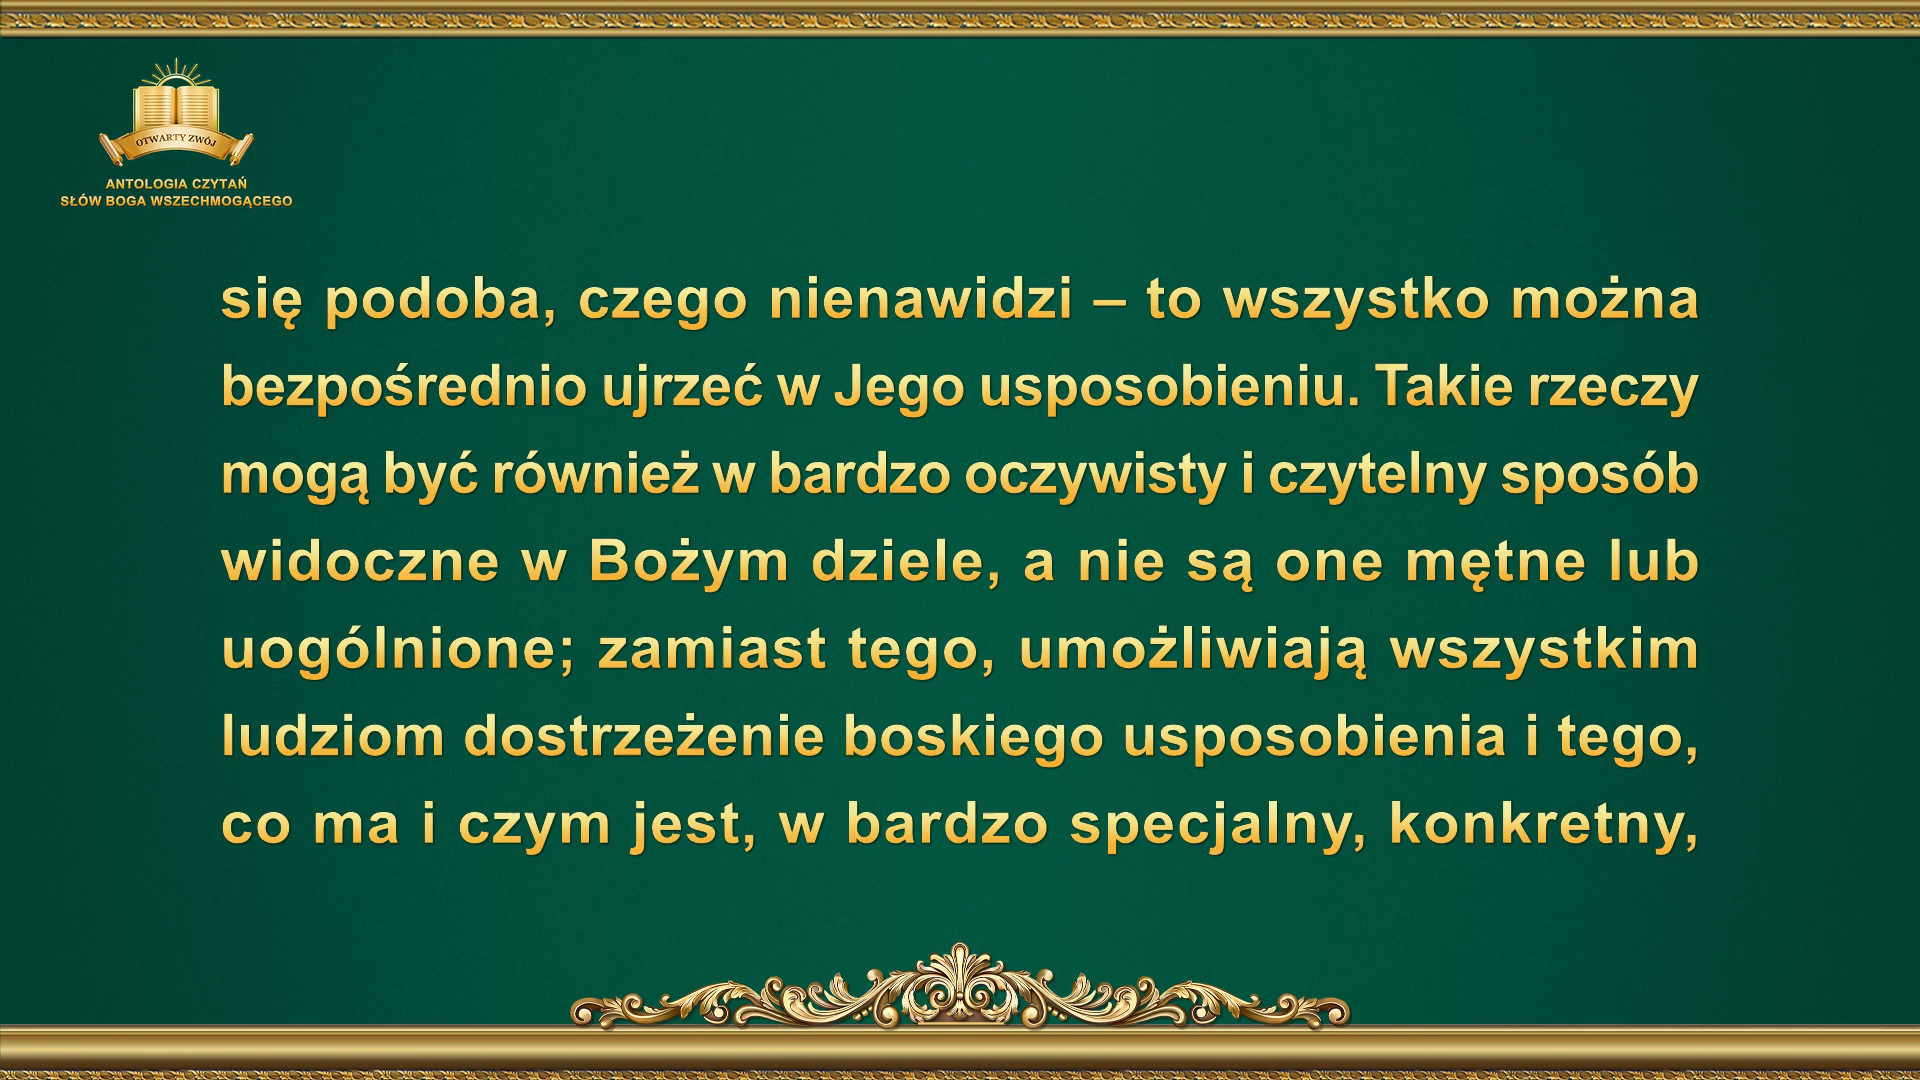 OTWARTY ZWÓJ
ANTOLOGIA CZYTAŃ
SŁÓW BOGA WSZECHMOGĄCEGO
się podoba, czego nienawidzi – to wszystko można
bezpośrednio ujrzeć w Jego usposobieniu. Takie rzeczy
mogą być również w bardzo oczywisty i czytelny sposób
widoczne w Bożym dziele, a nie są one mętne lub
uogólnione; zamiast tego, umożliwiają wszystkim
ludziom dostrzeżenie boskiego usposobienia i tego,
co ma i czym jest, w bardzo specjalny, konkretny,